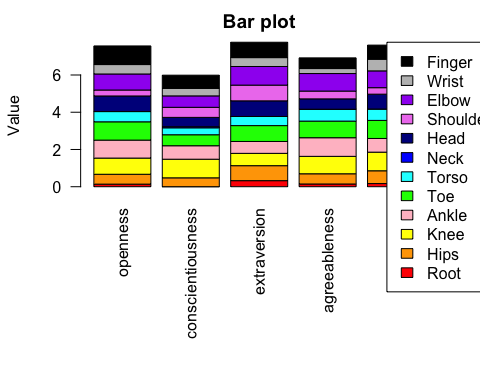 Bar plot
Value
6
4
2
0
openness
conscientiousness
extraversion
agreeableness
Finger
Wrist
Elbow
Shoulde
Head
Neck
Torso
Toe
Ankle
Knee
Hips
Root